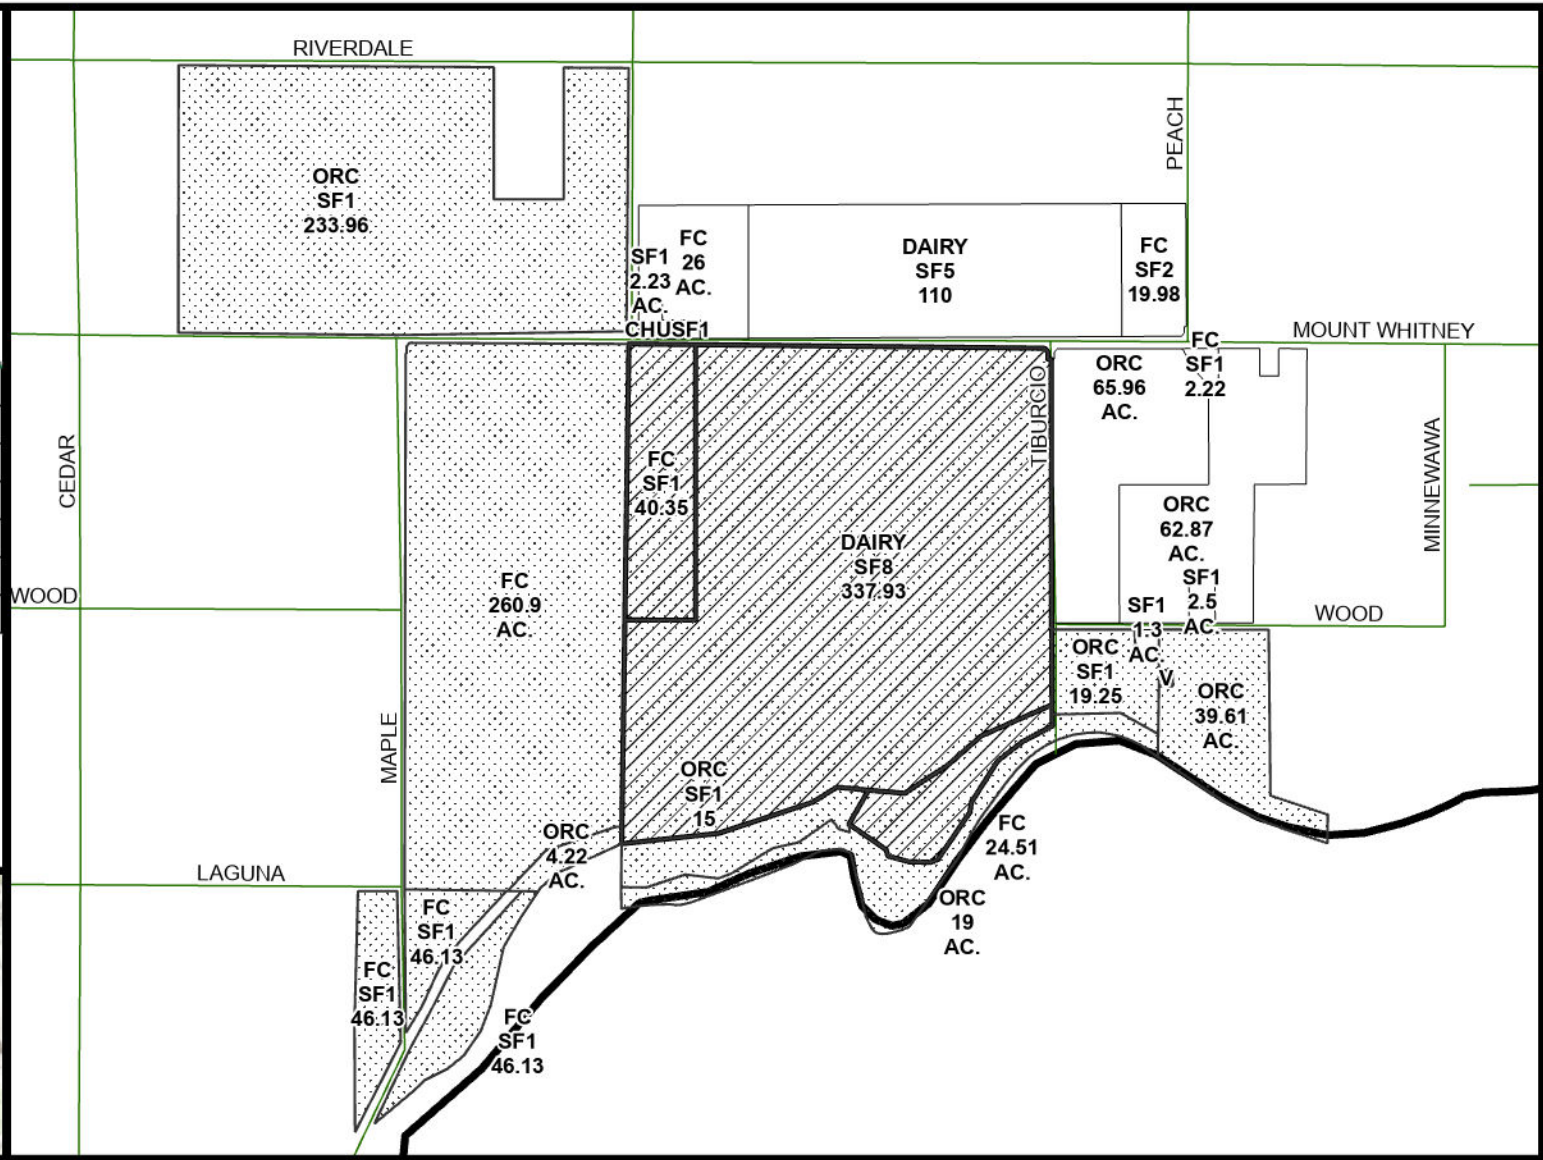 RIVERDALE
PEACH
ORC
SF1
233.96
SF1
2.23
AC.
FC
26
AC.
DAIRY
SF5
110
FC
SF2
19.98
CHUSF1
MOUNT WHITNEY
TIBURCIO
ORC
65.96
AC.
FC
SF1
2.22
CEDAR
FC
SF1
40.35
MINNEWAWA
DAIRY
SF8
337.93
ORC
62.87
AC.
FC
260.9
AC.
WOOD
SF1
1.3
AC.
SF1
2.5
AC.
WOOD
ORC
SF1
19.25
V
ORC
39.61
AC.
MAPLE
ORC
SF1
15
ORC
4.22
AC.
FC
24.51
AC.
LAGUNA
ORC
19
AC.
FC
SF1
46.13
FC
SF1
46.13
FC
SF1
46.13